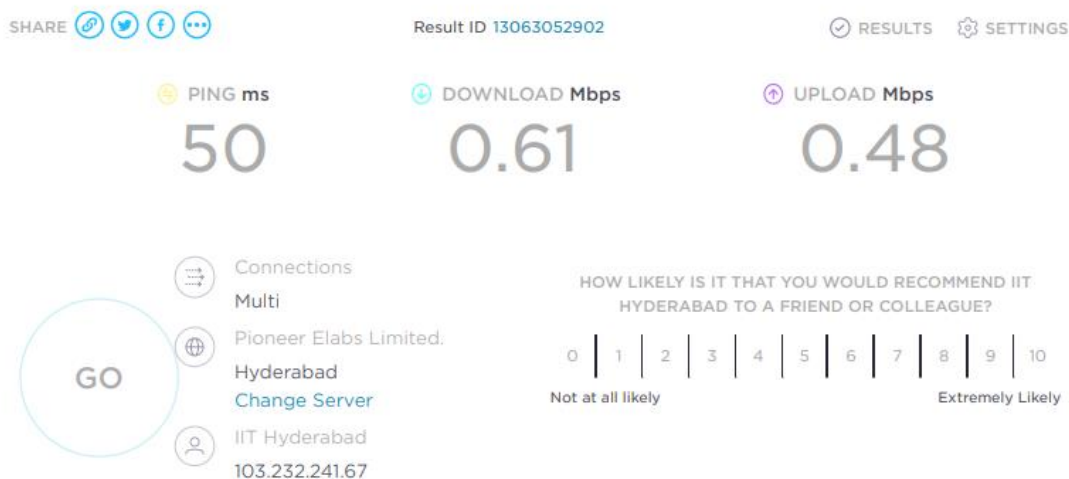 SHARE
Result ID 13063052902
RESULTS SETTINGS
PING ms
50
DOWNLOAD Mbps
0.61
UPLOAD Mbps
0.48
GO
Connections
Multi
Pioneer Elabs Limited.
Hyderabad
Change Server
IIT Hyderabad
103.232.241.67
HOW LIKELY IS IT THAT YOU WOULD RECOMMEND IIT
HYDERABAD TO A FRIEND OR COLLEAGUE?
0 1 2 3 4 5 6 7 8 9 10
Not at all likely Extremely Likely